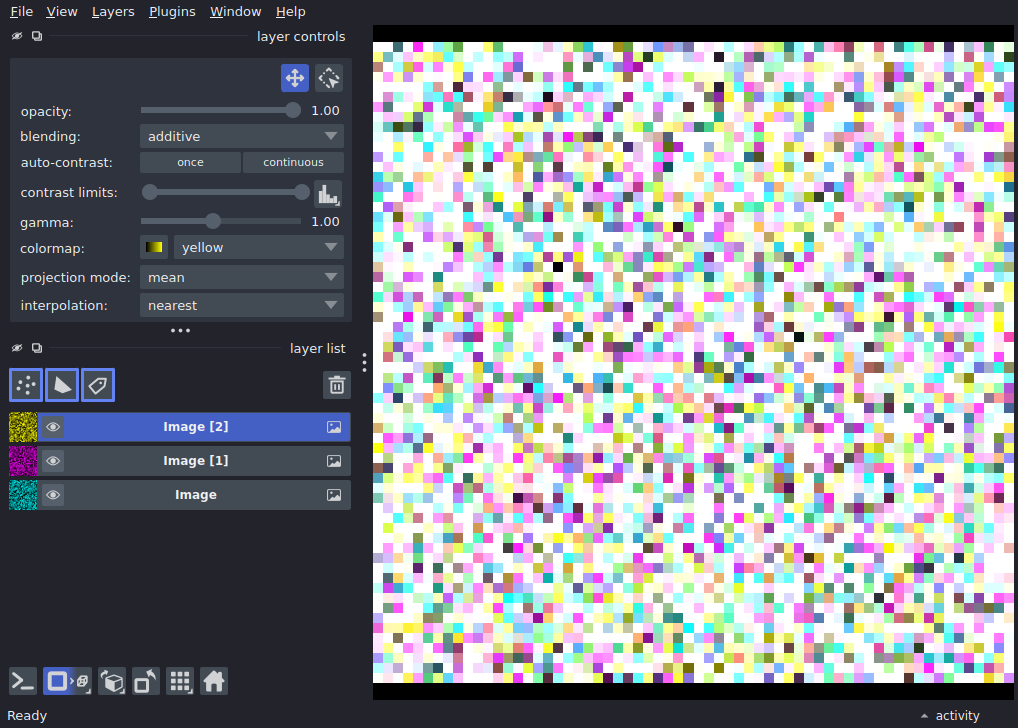 File View Layers Plugins Window Help
layer controls
opacity: 1.00
blending: additive
auto-contrast: once continuous
contrast limits:
gamma: 1.00
colormap: yellow
projection mode: mean
interpolation: nearest
layer list
Image [2]
Image [1]
Image
Ready activity